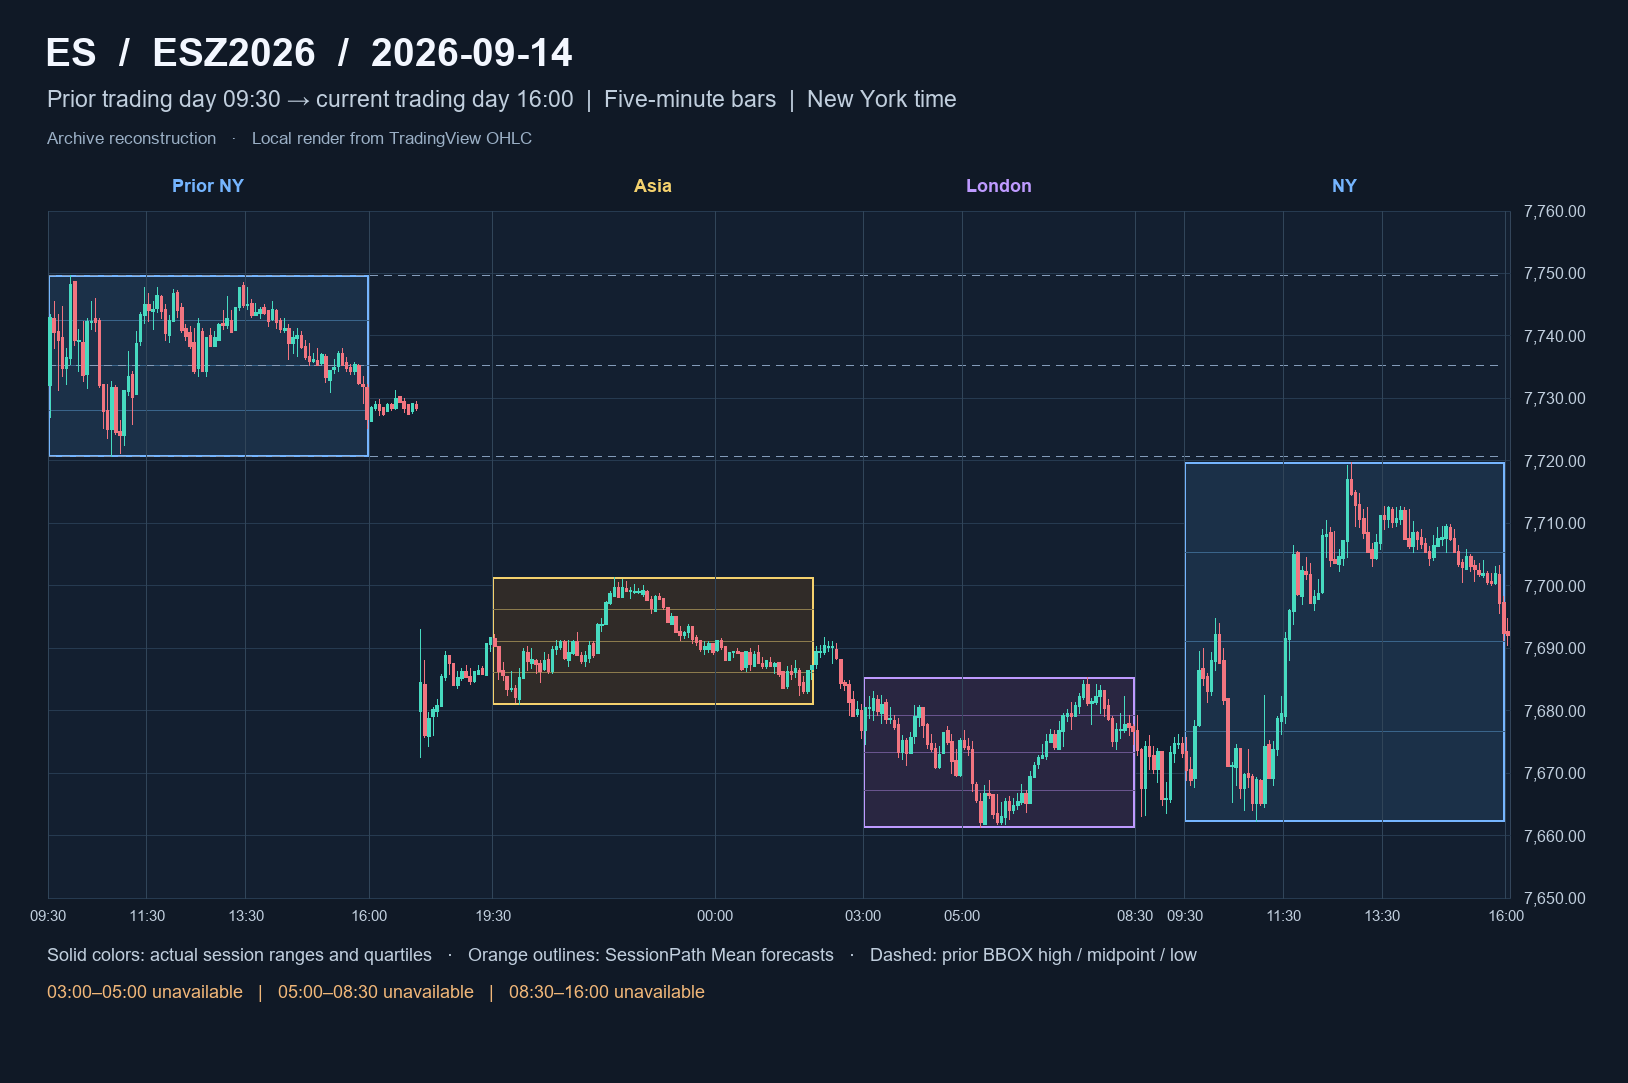 ES / ESZ2026 / 2026-09-14
Prior trading day 09:30 → current trading day 16:00 | Five-minute bars | New York time
Archive reconstruction · Local render from TradingView OHLC
Prior NY Asia London NY
7,760.00
7,750.00
7,740.00
7,730.00
7,720.00
7,710.00
7,700.00
7,690.00
7,680.00
7,670.00
7,660.00
7,650.00
09:30 11:30 13:30 16:00 19:30 00:00 03:00 05:00 08:30 09:30 11:30 13:30 16:00
Solid colors: actual session ranges and quartiles · Orange outlines: SessionPath Mean forecasts · Dashed: prior BBOX high / midpoint / low
03:00–05:00 unavailable | 05:00–08:30 unavailable | 08:30–16:00 unavailable